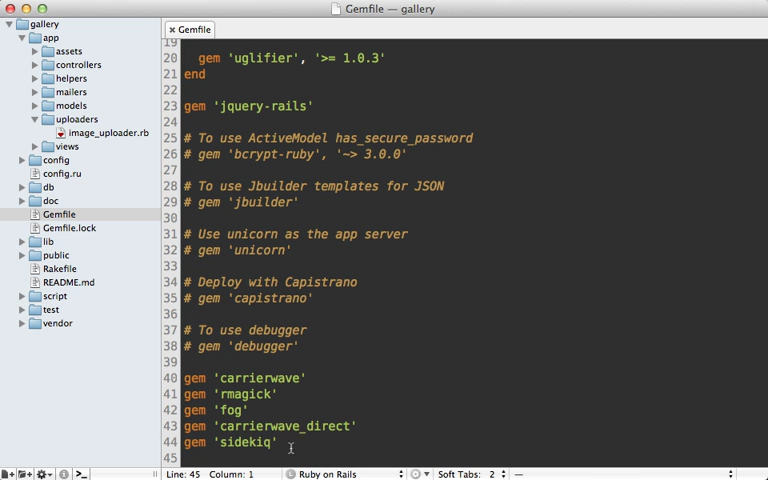 Gemfile — gallery
gallery
app
assets
controllers
helpers
mailers
models
uploaders
image_uploader.rb
views
config
config.ru
db
doc
Gemfile
Gemfile.lock
lib
public
Rakefile
README.md
script
test
vendor
Gemfile
19
20 gem 'uglifier', '>= 1.0.3'
21 end
22
23 gem 'jquery-rails'
24
25 # To use ActiveModel has_secure_password
26 # gem 'bcrypt-ruby', '~> 3.0.0'
27
28 # To use Jbuilder templates for JSON
29 # gem 'jbuilder'
30
31 # Use unicorn as the app server
32 # gem 'unicorn'
33
34 # Deploy with Capistrano
35 # gem 'capistrano'
36
37 # To use debugger
38 # gem 'debugger'
39
40 gem 'carrierwave'
41 gem 'rmagick'
42 gem 'fog'
43 gem 'carrierwave_direct'
44 gem 'sidekiq'
45
Line: 45 Column: 1 Ruby on Rails Soft Tabs: 2 —